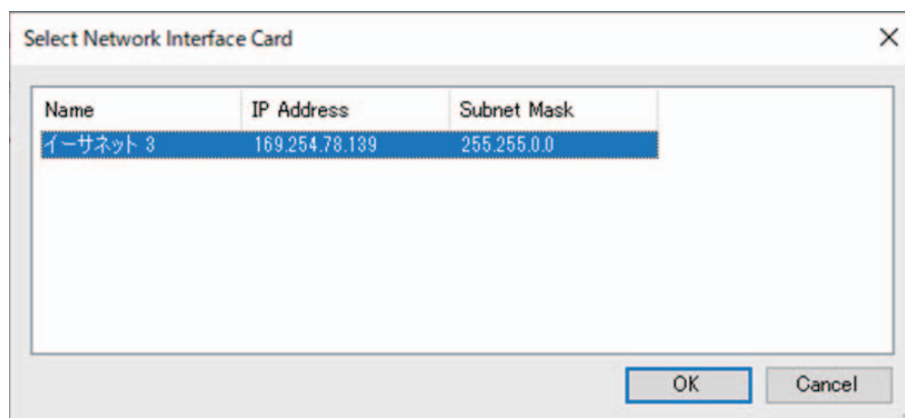 Select Network Interface Card
Name IP Address Subnet Mask
イーサネット 3 169.254.78.139 255.255.0.0
OK Cancel